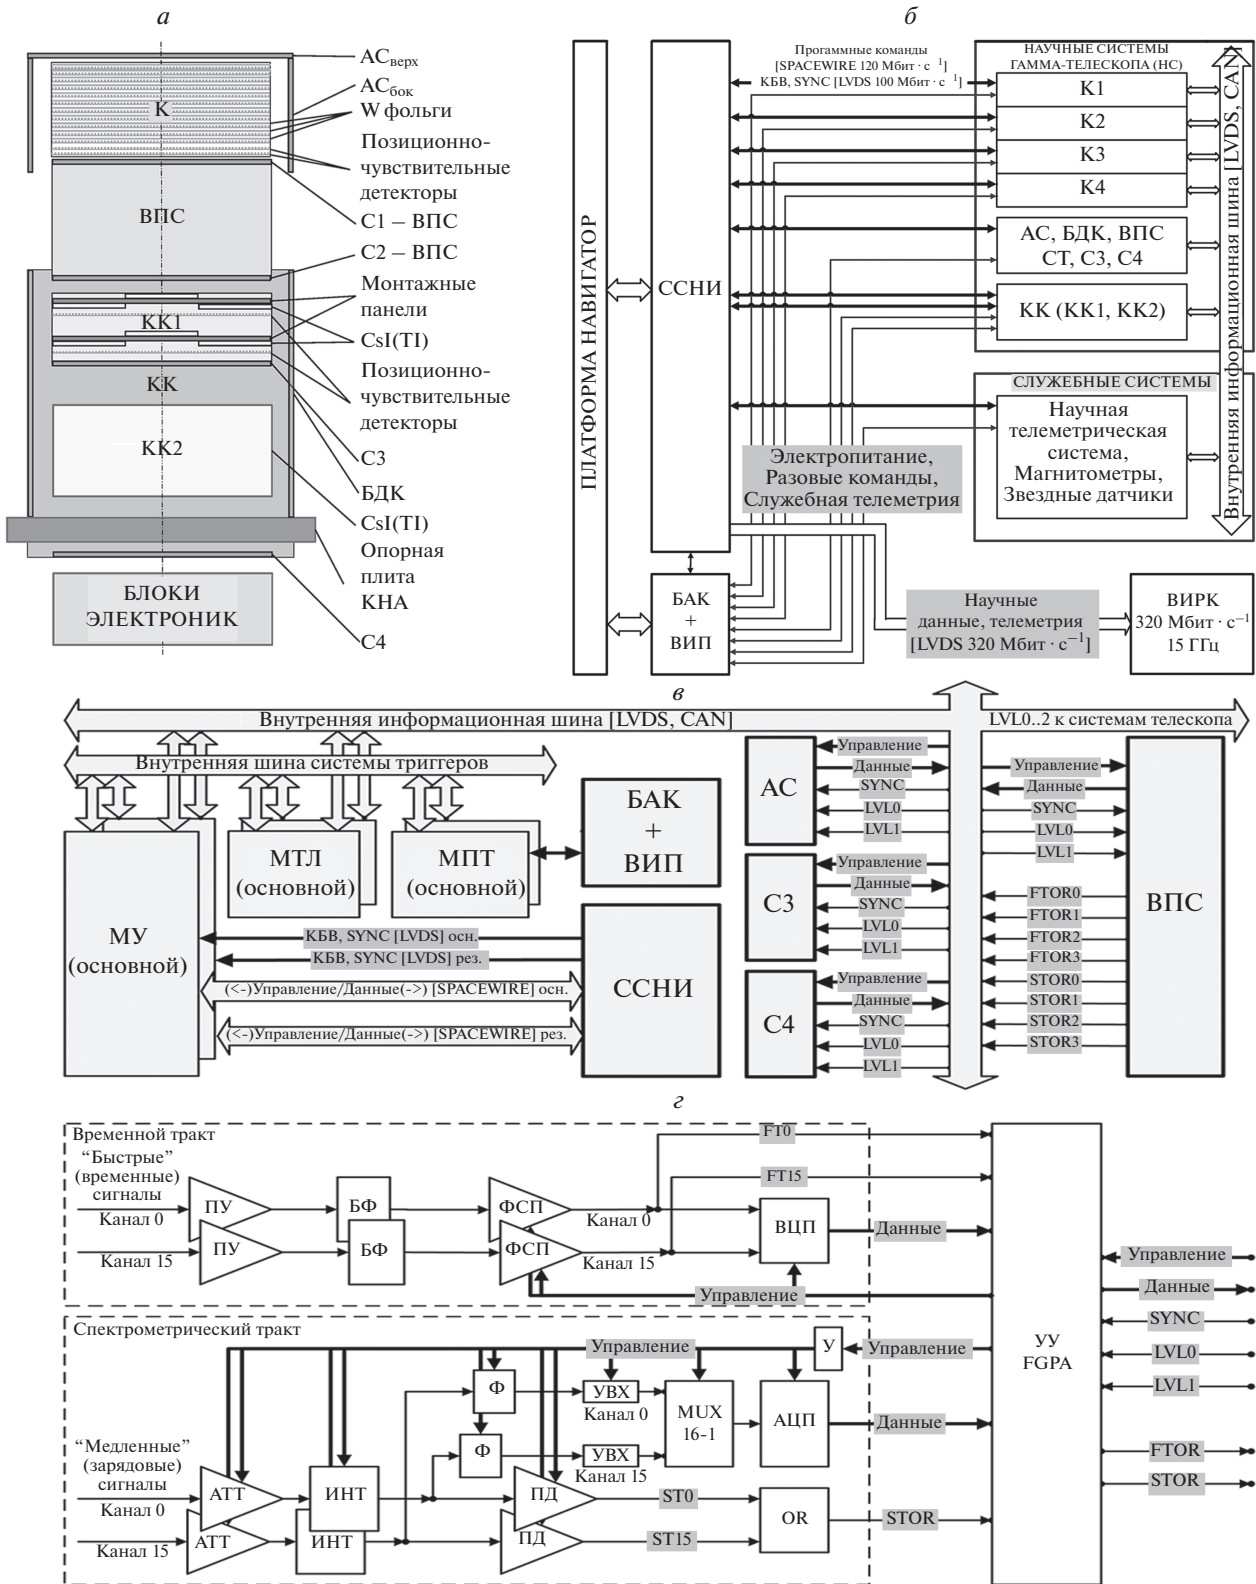 а
АСверх
АСбок
W фольги
Позиционно-
чувствительные
детекторы
С1 – ВПС
С2 – ВПС
Монтажные
панели
CsI(TI)
Позиционно-
чувствительные
детекторы
С3
БДК
CsI(TI)
Опорная
плита
КНА
С4
К
ВПС
КК1
КК
КК2
БЛОКИ
ЭЛЕКТРОНИК
б
ПЛАТФОРМА НАВИГАТОР
ССНИ
БАК
+
ВИП
Прогаммные команды
[SPACEWIRE 120 Мбит · с⁻¹]
КБВ, SYNC [LVDS 100 Мбит · с⁻¹]
НАУЧНЫЕ СИСТЕМЫ
ГАММА-ТЕЛЕСКОПА (НС)
К1
К2
К3
К4
АС, БДК, ВПС
СТ, С3, С4
КК (КК1, КК2)
СЛУЖЕБНЫЕ СИСТЕМЫ
Научная
телеметрическая
система,
Магнитометры,
Звездные датчики
Внутренняя информационная шина [LVDS, CAN]
Электропитание,
Разовые команды,
Служебная телеметрия
Научные
данные, телеметрия
[LVDS 320 Мбит · с⁻¹]
ВИРК
320 Мбит · с⁻¹
15 ГГц
в
Внутренняя информационная шина [LVDS, CAN]
LVL0..2 к системам телескопа
Внутренняя шина системы триггеров
МУ
(основной)
МТЛ
(основной)
МПТ
(основной)
БАК
+
ВИП
ССНИ
КБВ, SYNC [LVDS] осн.
КБВ, SYNC [LVDS] рез.
(<-)Управление/Данные(->) [SPACEWIRE] осн.
(<-)Управление/Данные(->) [SPACEWIRE] рез.
АС
Управление
Данные
SYNC
LVL0
LVL1
С3
Управление
Данные
SYNC
LVL0
LVL1
С4
Управление
Данные
SYNC
LVL0
LVL1
Управление
Данные
SYNC
LVL0
LVL1
FTOR0
FTOR1
FTOR2
FTOR3
STOR0
STOR1
STOR2
STOR3
ВПС
г
Временной тракт
“Быстрые”
(временные)
сигналы
Канал 0
Канал 15
ПУ
ПУ
БФ
БФ
ФСП
ФСП
Канал 0
Канал 15
FT0
FT15
ВЦП
Данные
Управление
Спектрометрический тракт
“Медленные”
(зарядовые)
сигналы
Канал 0
Канал 15
АТТ
АТТ
ИНТ
ИНТ
Управление
У
Управление
Ф
Ф
УВХ
Канал 0
УВХ
Канал 15
MUX
16-1
АЦП
Данные
ПД
ПД
ST0
ST15
OR
STOR
УУ
FGPA
Управление
Данные
SYNC
LVL0
LVL1
FTOR
STOR